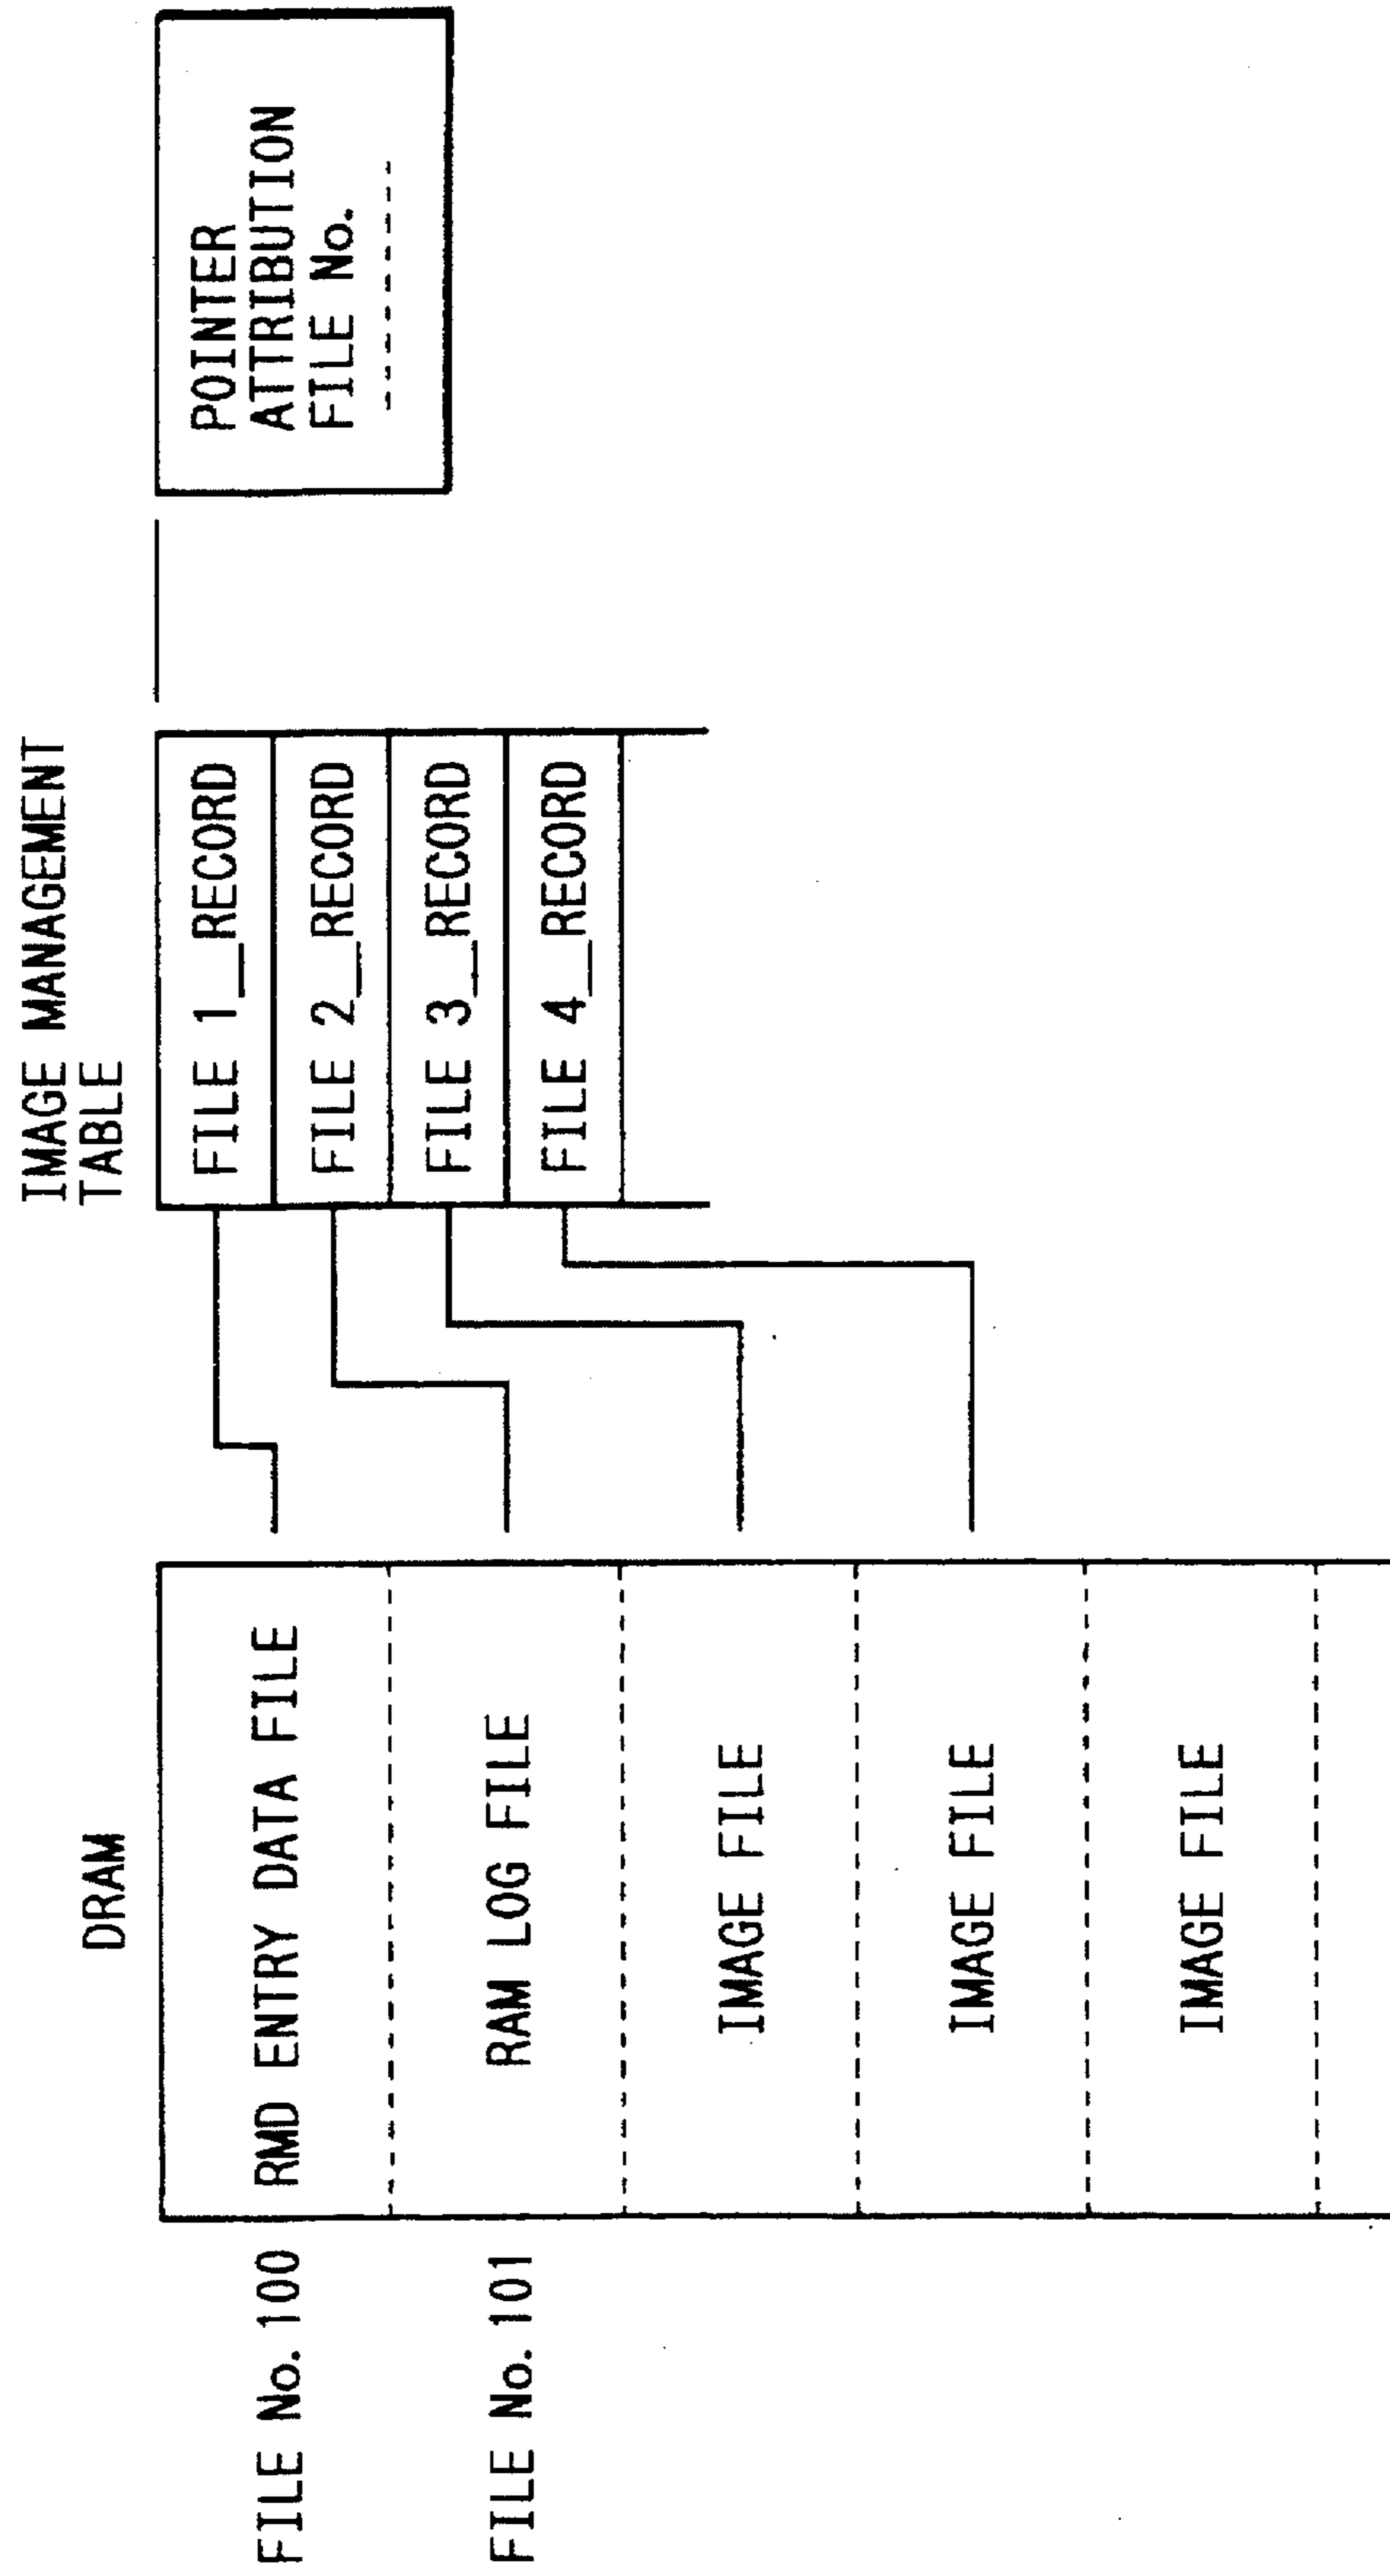 DRAM
FILE No. 100
RMD ENTRY DATA FILE
FILE No. 101
RAM LOG FILE
IMAGE FILE
IMAGE FILE
IMAGE FILE
IMAGE MANAGEMENT
TABLE
FILE 1_RECORD
FILE 2_RECORD
FILE 3_RECORD
FILE 4_RECORD
POINTER
ATTRIBUTION
FILE No.